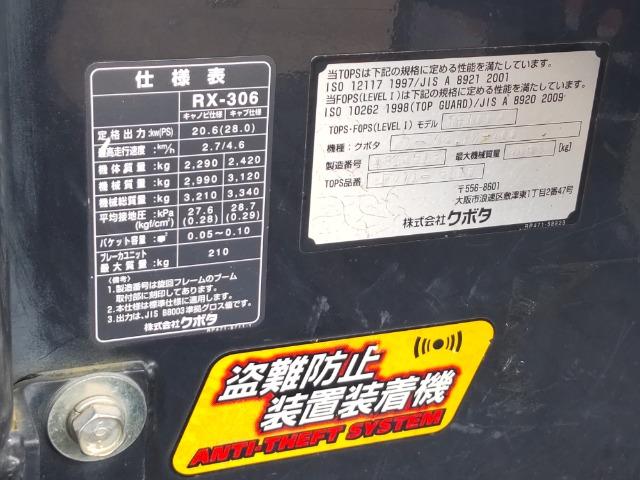 仕様表
RX-306
キャノピ仕様 キャブ仕様
定格出力:kw(PS) 20.6(28.0)
最高走行速度:km/h 2.7/4.6
機体質量:kg 2,290 2,420
機械質量:kg 2,990 3,120
機械総質量:kg 3,210 3,340
平均接地圧:kPa 27.6 28.7
(kgf/cm²) (0.28) (0.29)
バケット容量:m³ 0.05~0.10
ブレーカユニット
最大質量:kg 210
〈備考〉
1.製造番号は旋回フレームのブーム
取付部に刻印してあります。
2.本仕様は標準仕様に適用します。
3.出力は、JIS B8003準拠グロス値です。
株式会社クボタ
当TOPSは下記の規格に定める性能を満たしています。
ISO 12117 1997/JIS A 8921 2001
当FOPS(LEVEL I)は下記の規格に定める性能を満たしています。
ISO 10262 1998(TOP GUARD)/JIS A 8920 2009
TOPS・FOPS(LEVEL I)モデル
機種: クボタ
製造番号 最大機械質量 (kg)
TOPS品番
〒556-8601
大阪市浪速区敷津東1丁目2番47号
株式会社クボタ
盗難防止
装置装着機
ANTI-THEFT SYSTEM